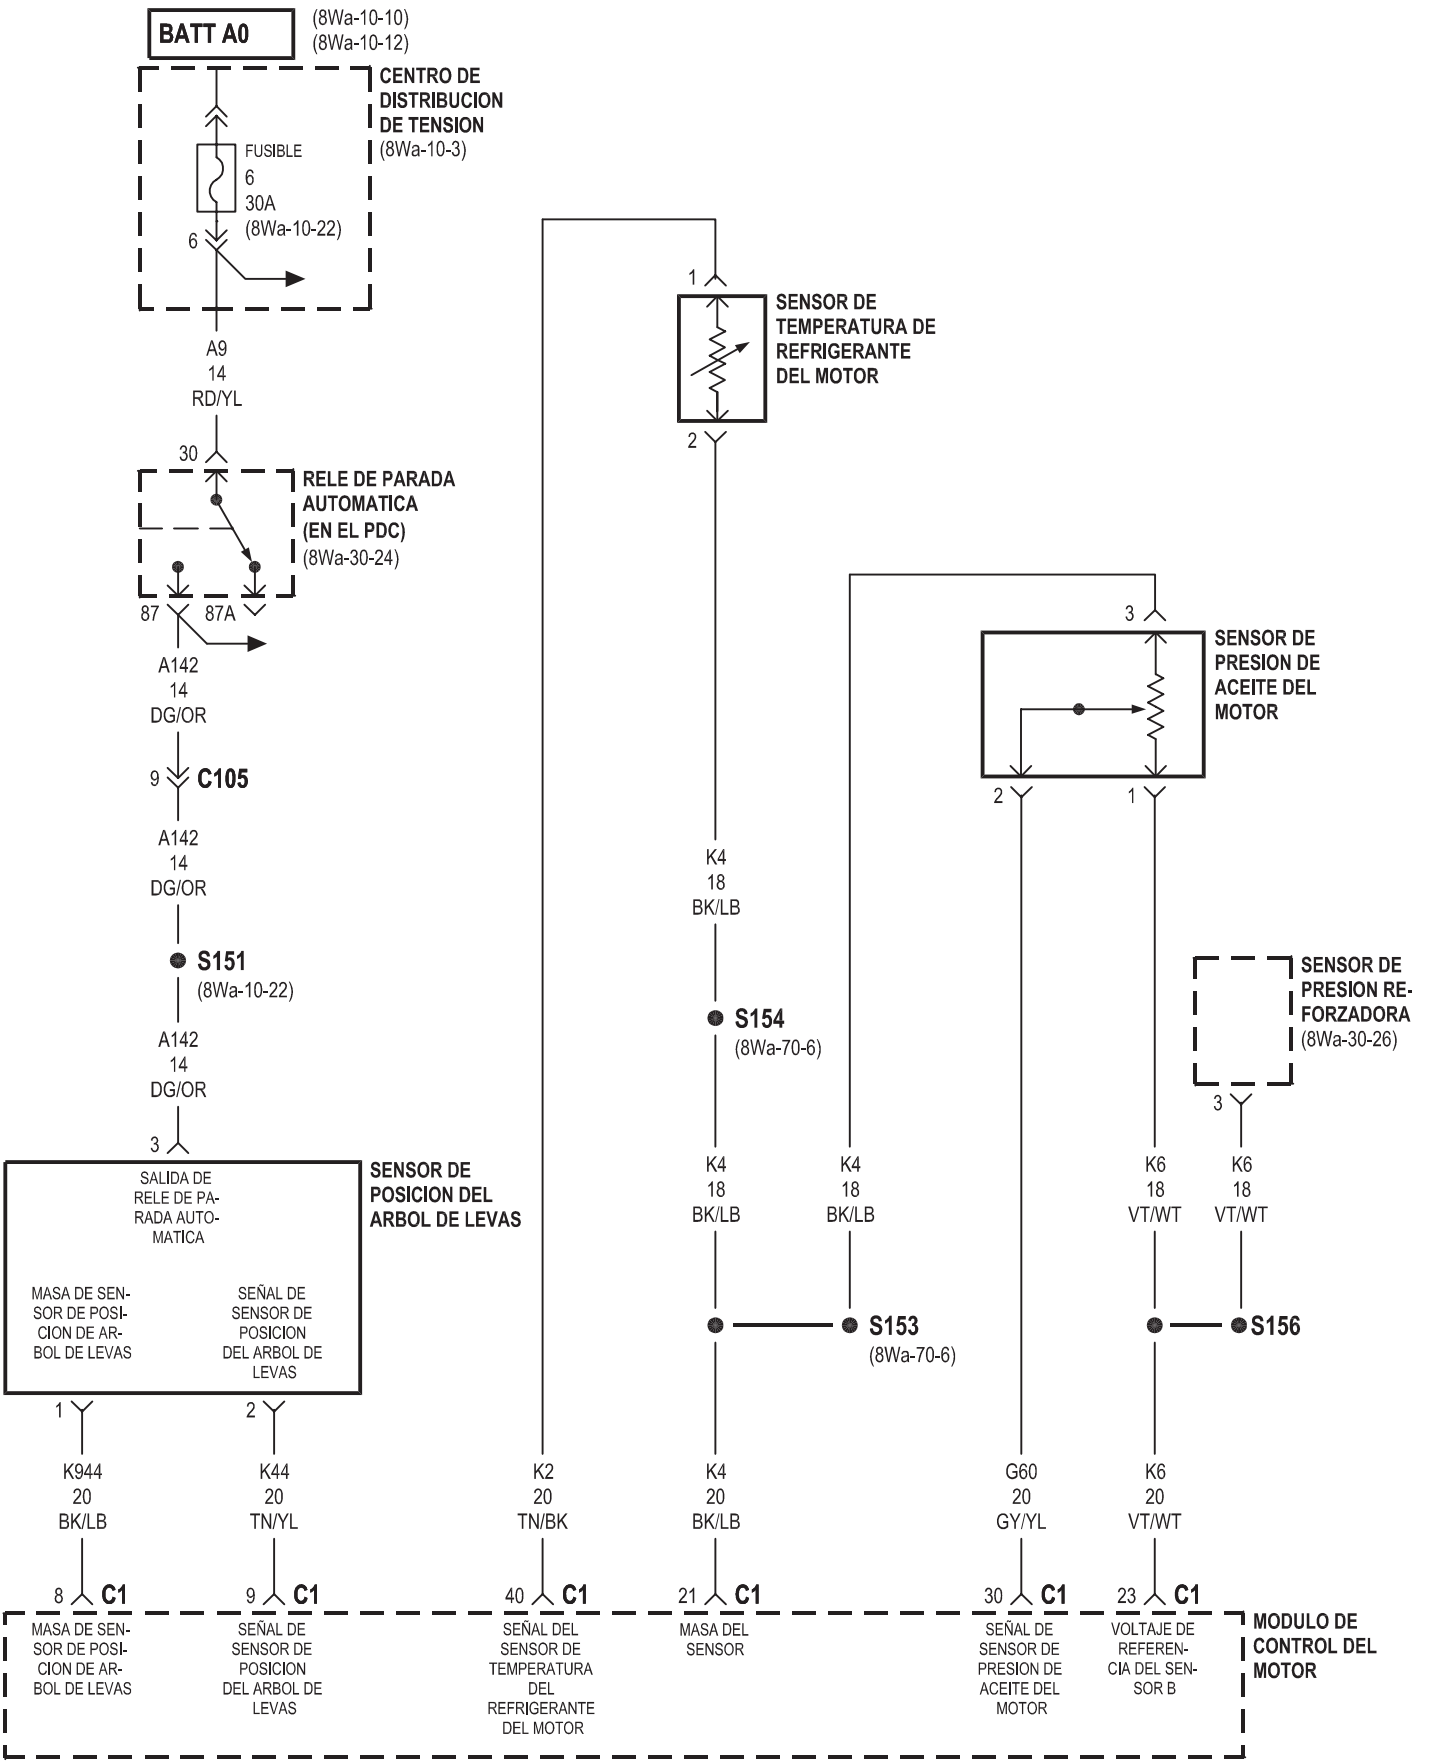 BATT A0
(8Wa-10-10)
(8Wa-10-12)
CENTRO DE
DISTRIBUCION
DE TENSION
(8Wa-10-3)
FUSIBLE
6
30A
(8Wa-10-22)
6
A9
14
RD/YL
30
RELE DE PARADA
AUTOMATICA
(EN EL PDC)
(8Wa-30-24)
87
87A
A142
14
DG/OR
9
C105
A142
14
DG/OR
S151
(8Wa-10-22)
A142
14
DG/OR
3
SALIDA DE
RELE DE PA-
RADA AUTO-
MATICA
SENSOR DE
POSICION DEL
ARBOL DE LEVAS
MASA DE SEN-
SOR DE POSI-
CION DE AR-
BOL DE LEVAS
SEÑAL DE
SENSOR DE
POSICION
DEL ARBOL DE
LEVAS
1
2
K944
20
BK/LB
K44
20
TN/YL
1
SENSOR DE
TEMPERATURA DE
REFRIGERANTE
DEL MOTOR
2
K4
18
BK/LB
S154
(8Wa-70-6)
K4
18
BK/LB
K4
18
BK/LB
S153
(8Wa-70-6)
K2
20
TN/BK
K4
20
BK/LB
3
SENSOR DE
PRESION DE
ACEITE DEL
MOTOR
2
1
SENSOR DE
PRESION RE-
FORZADORA
(8Wa-30-26)
3
K6
18
VT/WT
K6
18
VT/WT
S156
G60
20
GY/YL
K6
20
VT/WT
8 C1
9 C1
40 C1
21 C1
30 C1
23 C1
MASA DE SEN-
SOR DE POSI-
CION DE AR-
BOL DE LEVAS
SEÑAL DE
SENSOR DE
POSICION
DEL ARBOL DE
LEVAS
SEÑAL DEL
SENSOR DE
TEMPERATURA
DEL
REFRIGERANTE
DEL MOTOR
MASA DEL
SENSOR
SEÑAL DE
SENSOR DE
PRESION DE
ACEITE DEL
MOTOR
VOLTAJE DE
REFEREN-
CIA DEL SEN-
SOR B
MODULO DE
CONTROL DEL
MOTOR